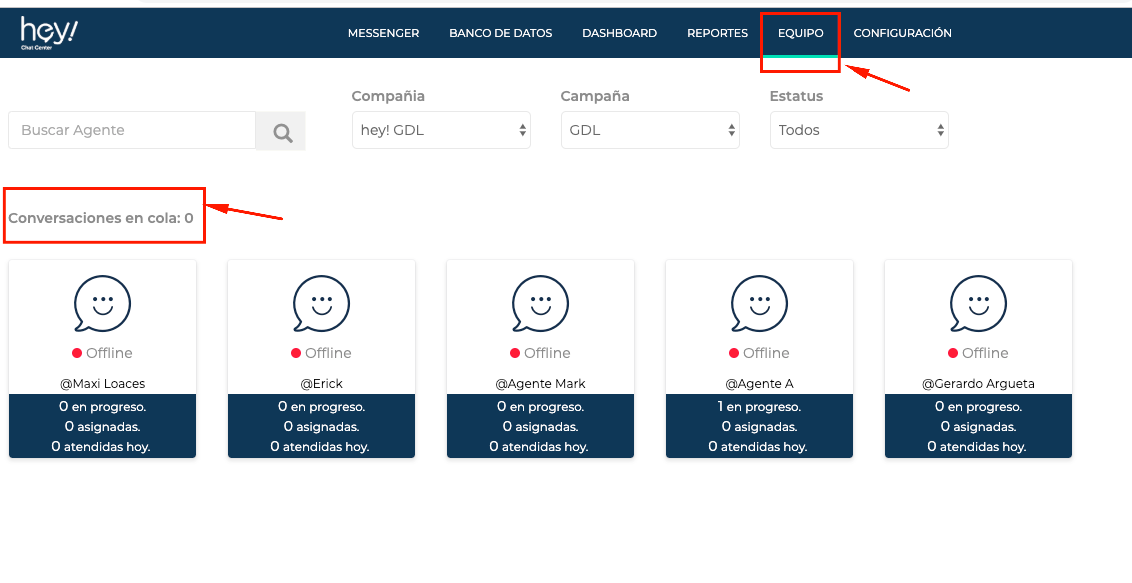 hey!
Chat Center
MESSENGER BANCO DE DATOS DASHBOARD REPORTES EQUIPO CONFIGURACIÓN
Compañia Campaña Estatus
Buscar Agente hey! GDL GDL Todos
Conversaciones en cola: 0
Offline Offline Offline Offline Offline
@Maxi Loaces @Erick @Agente Mark @Agente A @Gerardo Argueta
0 en progreso. 0 en progreso. 0 en progreso. 1 en progreso. 0 en progreso.
0 asignadas. 0 asignadas. 0 asignadas. 0 asignadas. 0 asignadas.
0 atendidas hoy. 0 atendidas hoy. 0 atendidas hoy. 0 atendidas hoy. 0 atendidas hoy.